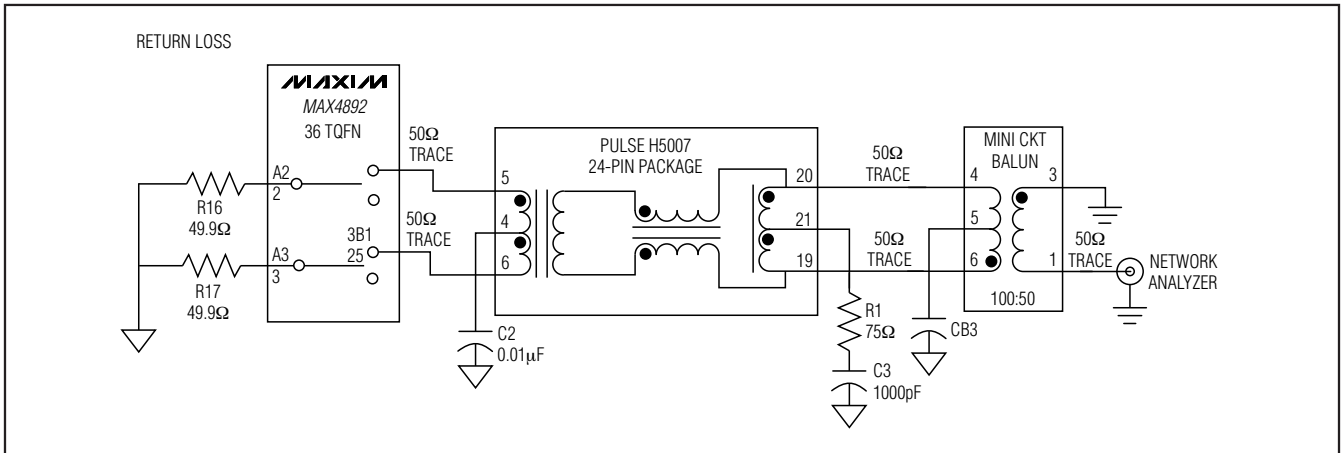 RETURN LOSS
MAXIM
MAX4892
36 TQFN
A2
2
R16
49.9Ω
A3
3
R17
49.9Ω
3B1
25
50Ω
TRACE
50Ω
TRACE
PULSE H5007
24-PIN PACKAGE
5
4
6
C2
0.01μF
20
21
19
R1
75Ω
C3
1000pF
50Ω
TRACE
50Ω
TRACE
MINI CKT
BALUN
4
5
6
3
1
100:50
CB3
50Ω
TRACE
NETWORK
ANALYZER